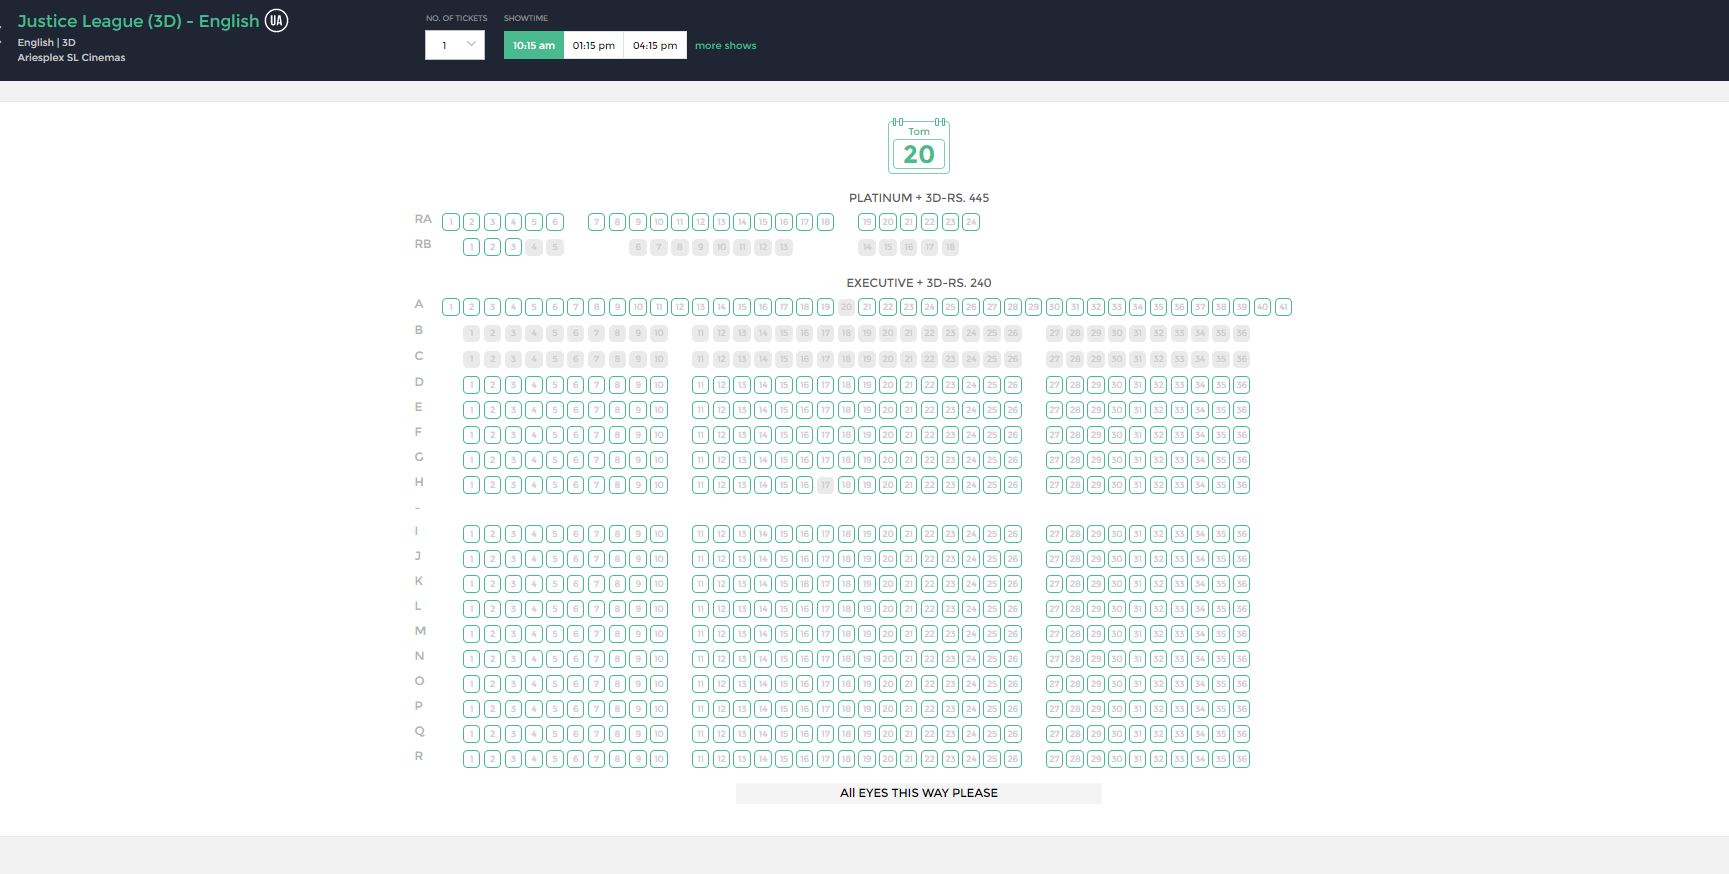 Justice League (3D) - English UA
English | 3D
Ariesplex SL Cinemas
NO. OF TICKETS SHOWTIME
1 10:15 am 01:15 pm 04:15 pm more shows
Tom
20
PLATINUM + 3D-RS. 445
RA 1 2 3 4 5 6 7 8 9 10 11 12 13 14 15 16 17 18 19 20 21 22 23 24
RB 1 2 3 4 5 6 7 8 9 10 11 12 13 14 15 16 17 18
EXECUTIVE + 3D-RS. 240
A 1 2 3 4 5 6 7 8 9 10 11 12 13 14 15 16 17 18 19 20 21 22 23 24 25 26 27 28 29 30 31 32 33 34 35 36 37 38 39 40 41
B 1 2 3 4 5 6 7 8 9 10 11 12 13 14 15 16 17 18 19 20 21 22 23 24 25 26 27 28 29 30 31 32 33 34 35 36
C 1 2 3 4 5 6 7 8 9 10 11 12 13 14 15 16 17 18 19 20 21 22 23 24 25 26 27 28 29 30 31 32 33 34 35 36
D 1 2 3 4 5 6 7 8 9 10 11 12 13 14 15 16 17 18 19 20 21 22 23 24 25 26 27 28 29 30 31 32 33 34 35 36
E 1 2 3 4 5 6 7 8 9 10 11 12 13 14 15 16 17 18 19 20 21 22 23 24 25 26 27 28 29 30 31 32 33 34 35 36
F 1 2 3 4 5 6 7 8 9 10 11 12 13 14 15 16 17 18 19 20 21 22 23 24 25 26 27 28 29 30 31 32 33 34 35 36
G 1 2 3 4 5 6 7 8 9 10 11 12 13 14 15 16 17 18 19 20 21 22 23 24 25 26 27 28 29 30 31 32 33 34 35 36
H 1 2 3 4 5 6 7 8 9 10 11 12 13 14 15 16 17 18 19 20 21 22 23 24 25 26 27 28 29 30 31 32 33 34 35 36
-
I 1 2 3 4 5 6 7 8 9 10 11 12 13 14 15 16 17 18 19 20 21 22 23 24 25 26 27 28 29 30 31 32 33 34 35 36
J 1 2 3 4 5 6 7 8 9 10 11 12 13 14 15 16 17 18 19 20 21 22 23 24 25 26 27 28 29 30 31 32 33 34 35 36
K 1 2 3 4 5 6 7 8 9 10 11 12 13 14 15 16 17 18 19 20 21 22 23 24 25 26 27 28 29 30 31 32 33 34 35 36
L 1 2 3 4 5 6 7 8 9 10 11 12 13 14 15 16 17 18 19 20 21 22 23 24 25 26 27 28 29 30 31 32 33 34 35 36
M 1 2 3 4 5 6 7 8 9 10 11 12 13 14 15 16 17 18 19 20 21 22 23 24 25 26 27 28 29 30 31 32 33 34 35 36
N 1 2 3 4 5 6 7 8 9 10 11 12 13 14 15 16 17 18 19 20 21 22 23 24 25 26 27 28 29 30 31 32 33 34 35 36
O 1 2 3 4 5 6 7 8 9 10 11 12 13 14 15 16 17 18 19 20 21 22 23 24 25 26 27 28 29 30 31 32 33 34 35 36
P 1 2 3 4 5 6 7 8 9 10 11 12 13 14 15 16 17 18 19 20 21 22 23 24 25 26 27 28 29 30 31 32 33 34 35 36
Q 1 2 3 4 5 6 7 8 9 10 11 12 13 14 15 16 17 18 19 20 21 22 23 24 25 26 27 28 29 30 31 32 33 34 35 36
R 1 2 3 4 5 6 7 8 9 10 11 12 13 14 15 16 17 18 19 20 21 22 23 24 25 26 27 28 29 30 31 32 33 34 35 36
All EYES THIS WAY PLEASE